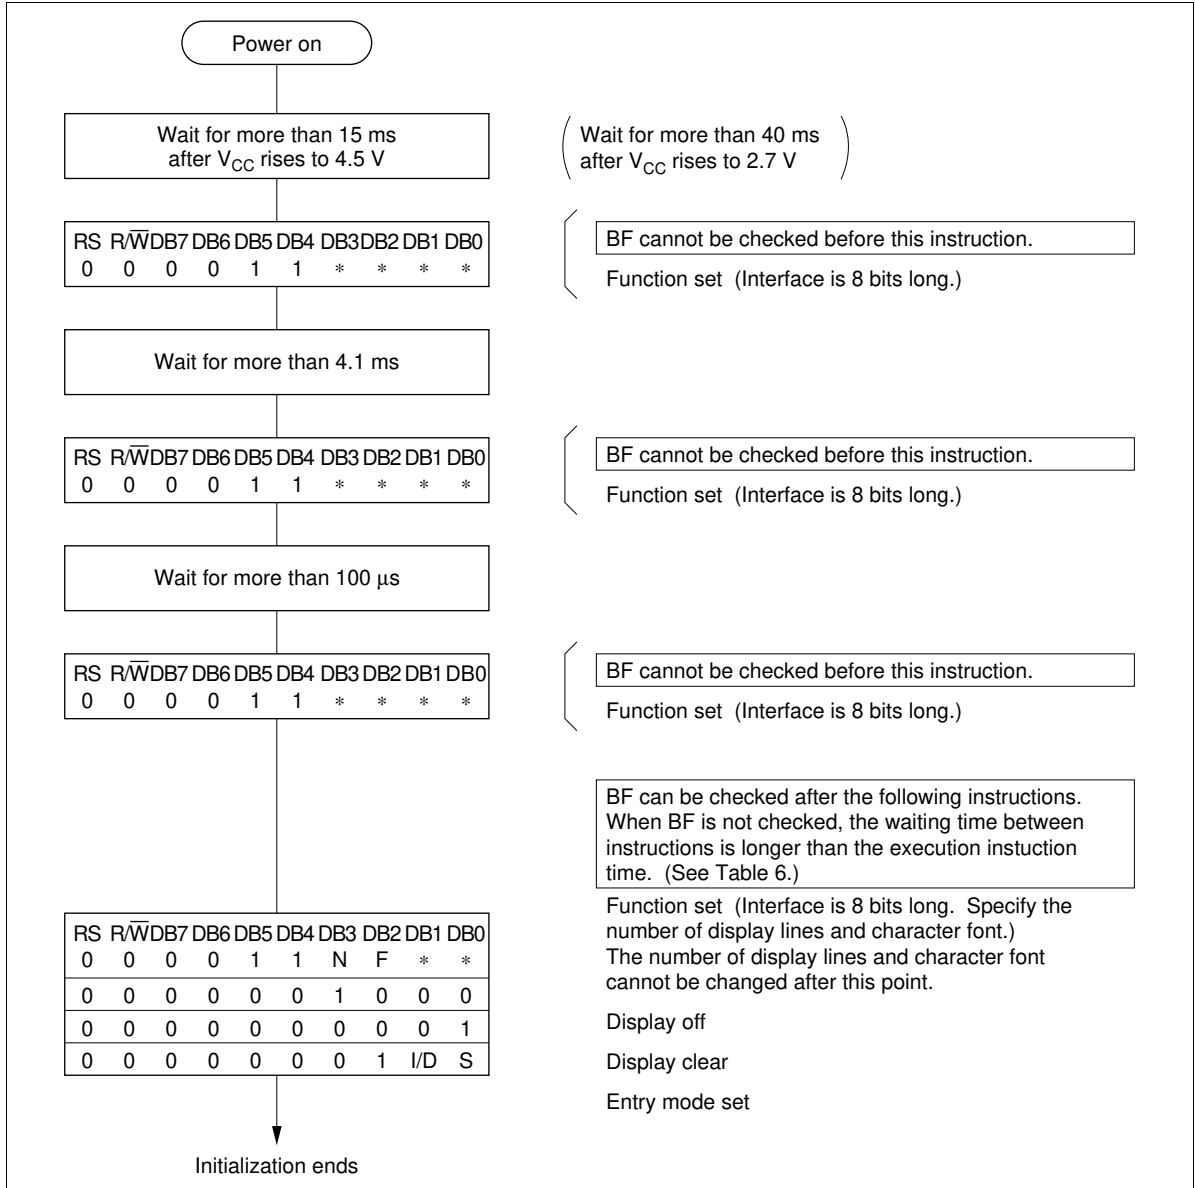 Power on
Wait for more than 15 ms
after VCC rises to 4.5 V
Wait for more than 40 ms
after VCC rises to 2.7 V
RS R/W̅ DB7 DB6 DB5 DB4 DB3 DB2 DB1 DB0
0 0 0 0 1 1 * * * *
BF cannot be checked before this instruction.
Function set (Interface is 8 bits long.)
Wait for more than 4.1 ms
RS R/W̅ DB7 DB6 DB5 DB4 DB3 DB2 DB1 DB0
0 0 0 0 1 1 * * * *
BF cannot be checked before this instruction.
Function set (Interface is 8 bits long.)
Wait for more than 100 µs
RS R/W̅ DB7 DB6 DB5 DB4 DB3 DB2 DB1 DB0
0 0 0 0 1 1 * * * *
BF cannot be checked before this instruction.
Function set (Interface is 8 bits long.)
BF can be checked after the following instructions.
When BF is not checked, the waiting time between
instructions is longer than the execution instuction
time. (See Table 6.)
RS R/W̅ DB7 DB6 DB5 DB4 DB3 DB2 DB1 DB0
0 0 0 0 1 1 N F * *
0 0 0 0 0 0 1 0 0 0
0 0 0 0 0 0 0 0 0 1
0 0 0 0 0 0 0 1 I/D S
Function set (Interface is 8 bits long. Specify the
number of display lines and character font.)
The number of display lines and character font
cannot be changed after this point.
Display off
Display clear
Entry mode set
Initialization ends